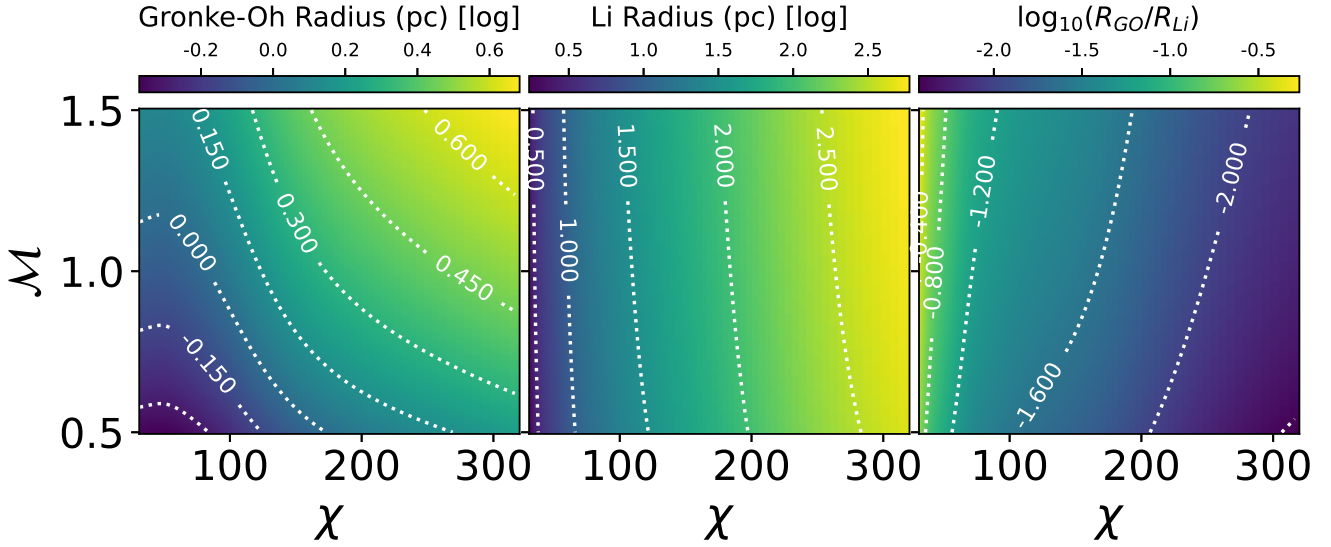 Gronke-Oh Radius (pc) [log]
-0.2 0.0 0.2 0.4 0.6
Li Radius (pc) [log]
0.5 1.0 1.5 2.0 2.5
log₁₀(R_GO/R_Li)
-2.0 -1.5 -1.0 -0.5
ℳ
1.5
1.0
0.5
0.150
0.600
0.300
0.000
0.450
-0.150
100 200 300
χ
0.500
1.500
2.000
2.500
1.000
100 200 300
χ
-0.400
-0.800
-1.200
-2.000
-1.600
100 200 300
χ